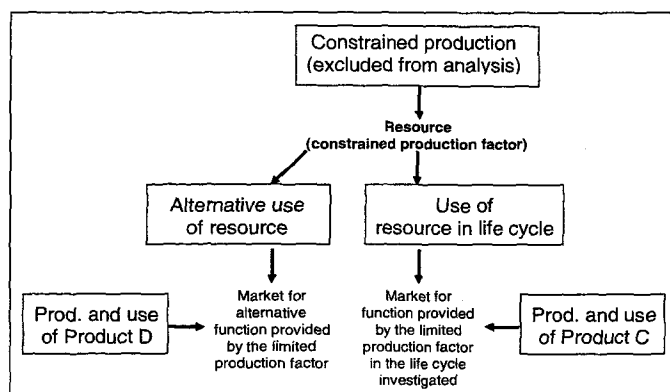 Constrained production
(excluded from analysis)
Resource
(constrained production factor)
Alternative use
of resource
Use of
resource in life cycle
Prod. and use
of Product D
Market for
alternative
function provided
by the limited
production factor
Market for
function provided
by the limited
production factor
in the life cycle
investigated
Prod. and use
of Product C